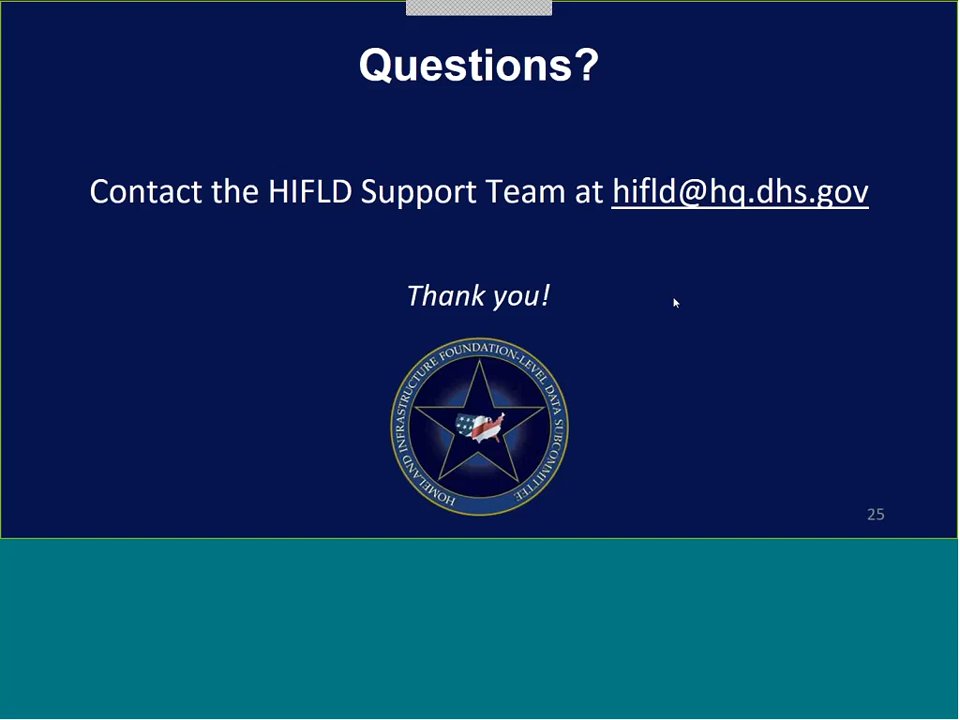 Questions?
Contact the HIFLD Support Team at hifld@hq.dhs.gov
Thank you!
HOMELAND INFRASTRUCTURE FOUNDATION-LEVEL DATA SUBCOMMITTEE
25